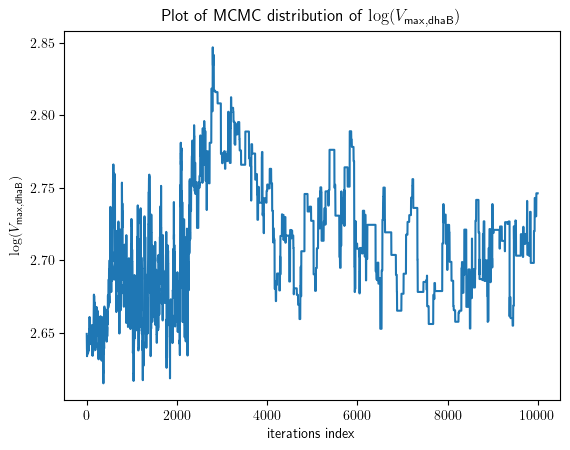 Plot of MCMC distribution of log(V_max,dhaB)
log(V_max,dhaB)
2.85
2.80
2.75
2.70
2.65
0 2000 4000 6000 8000 10000
iterations index